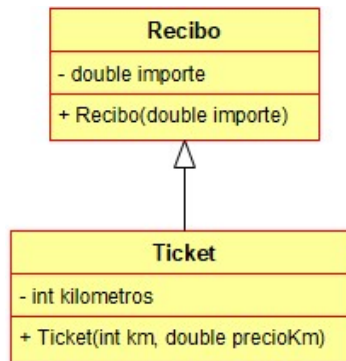 Recibo
- double importe
+ Recibo(double importe)
Ticket
- int kilometros
+ Ticket(int km, double precioKm)